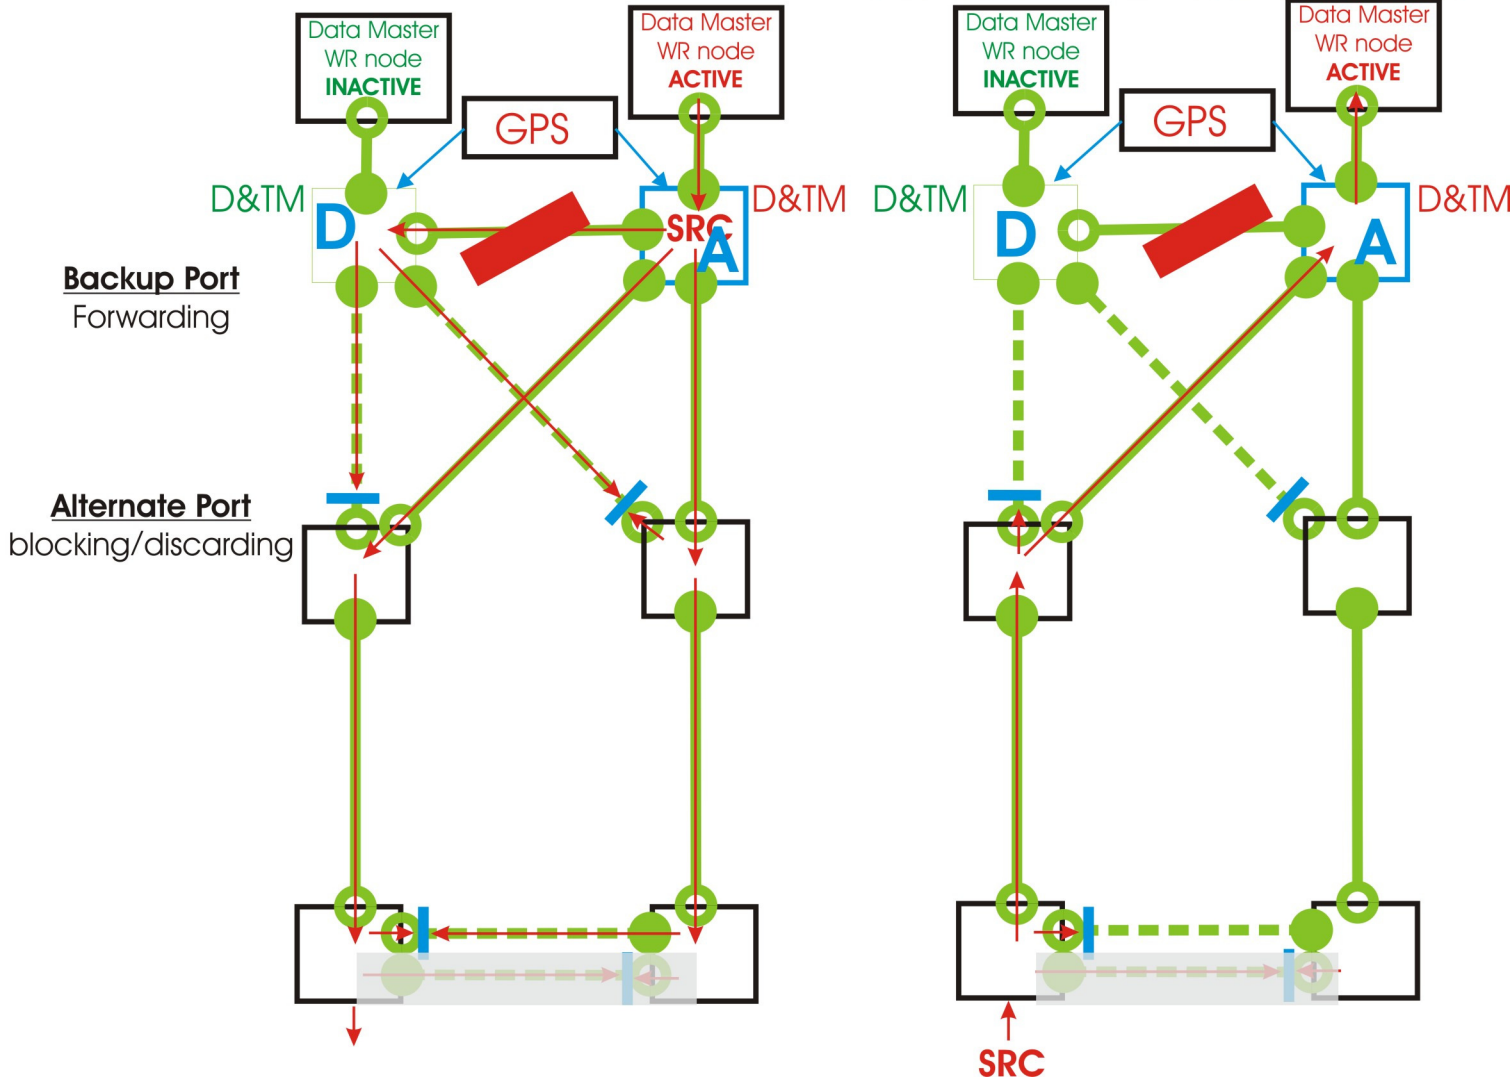 Data Master
WR node
INACTIVE
Data Master
WR node
ACTIVE
GPS
D&TM
D
SRC
A
D&TM
Backup Port
Forwarding
Alternate Port
blocking/discarding
Data Master
WR node
INACTIVE
Data Master
WR node
ACTIVE
GPS
D&TM
D
A
D&TM
SRC